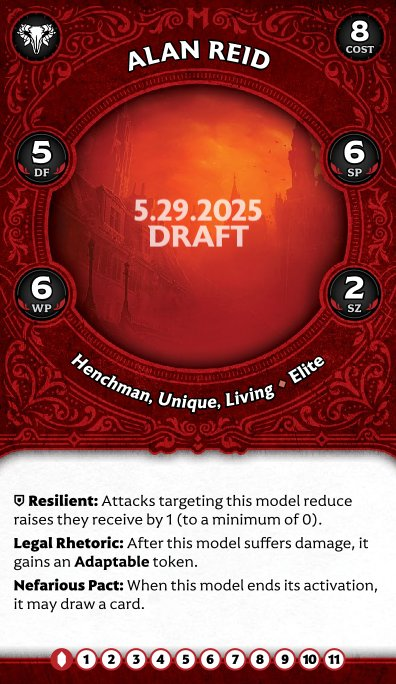 8
COST
ALAN REID
5
DF
6
SP
5.29.2025
DRAFT
6
WP
2
SZ
Henchman, Unique, Living • Elite
Resilient: Attacks targeting this model reduce
raises they receive by 1 (to a minimum of 0).
Legal Rhetoric: After this model suffers damage, it
gains an Adaptable token.
Nefarious Pact: When this model ends its activation,
it may draw a card.
1 2 3 4 5 6 7 8 9 10 11